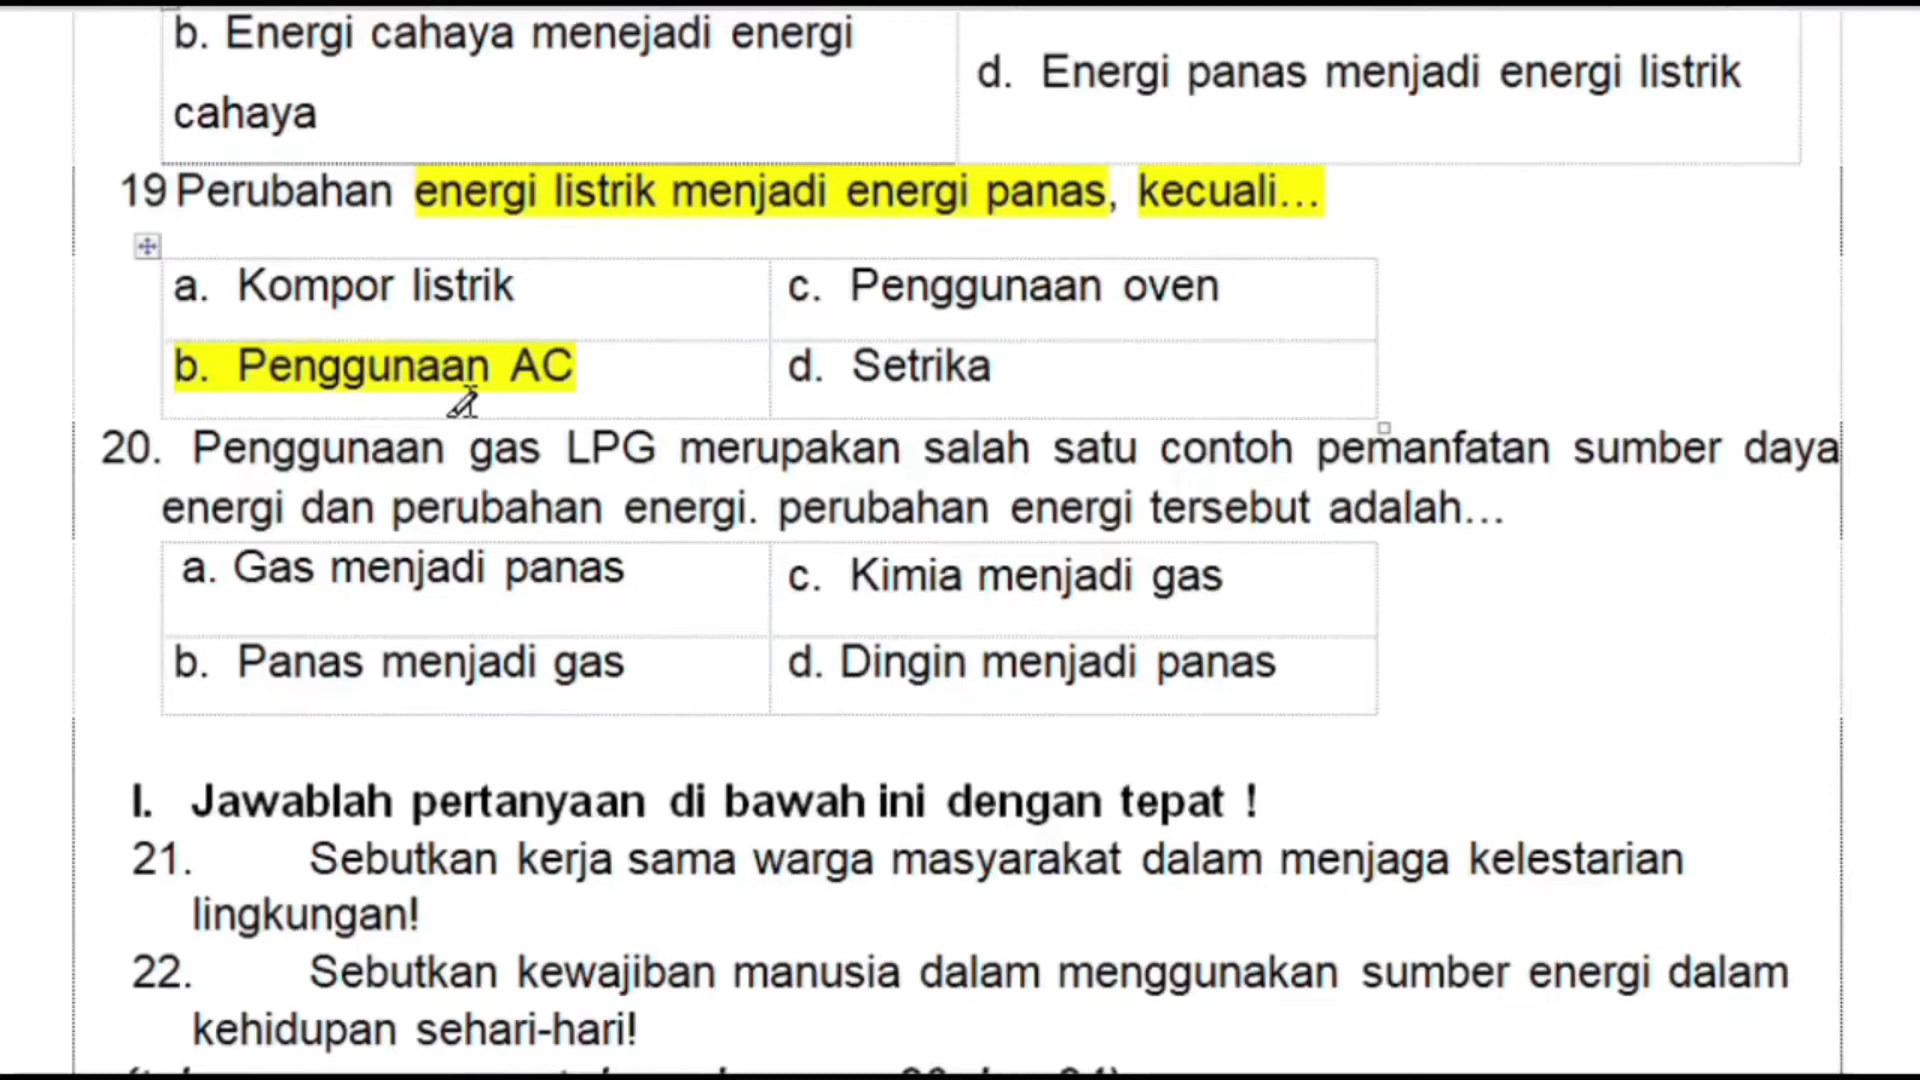 b. Energi cahaya menejadi energi
cahaya
d. Energi panas menjadi energi listrik
19 Perubahan energi listrik menjadi energi panas, kecuali...
a. Kompor listrik
c. Penggunaan oven
b. Penggunaan AC
d. Setrika
20. Penggunaan gas LPG merupakan salah satu contoh pemanfatan sumber daya
energi dan perubahan energi. perubahan energi tersebut adalah...
a. Gas menjadi panas
c. Kimia menjadi gas
b. Panas menjadi gas
d. Dingin menjadi panas
I. Jawablah pertanyaan di bawah ini dengan tepat !
21. Sebutkan kerja sama warga masyarakat dalam menjaga kelestarian
lingkungan!
22. Sebutkan kewajiban manusia dalam menggunakan sumber energi dalam
kehidupan sehari-hari!